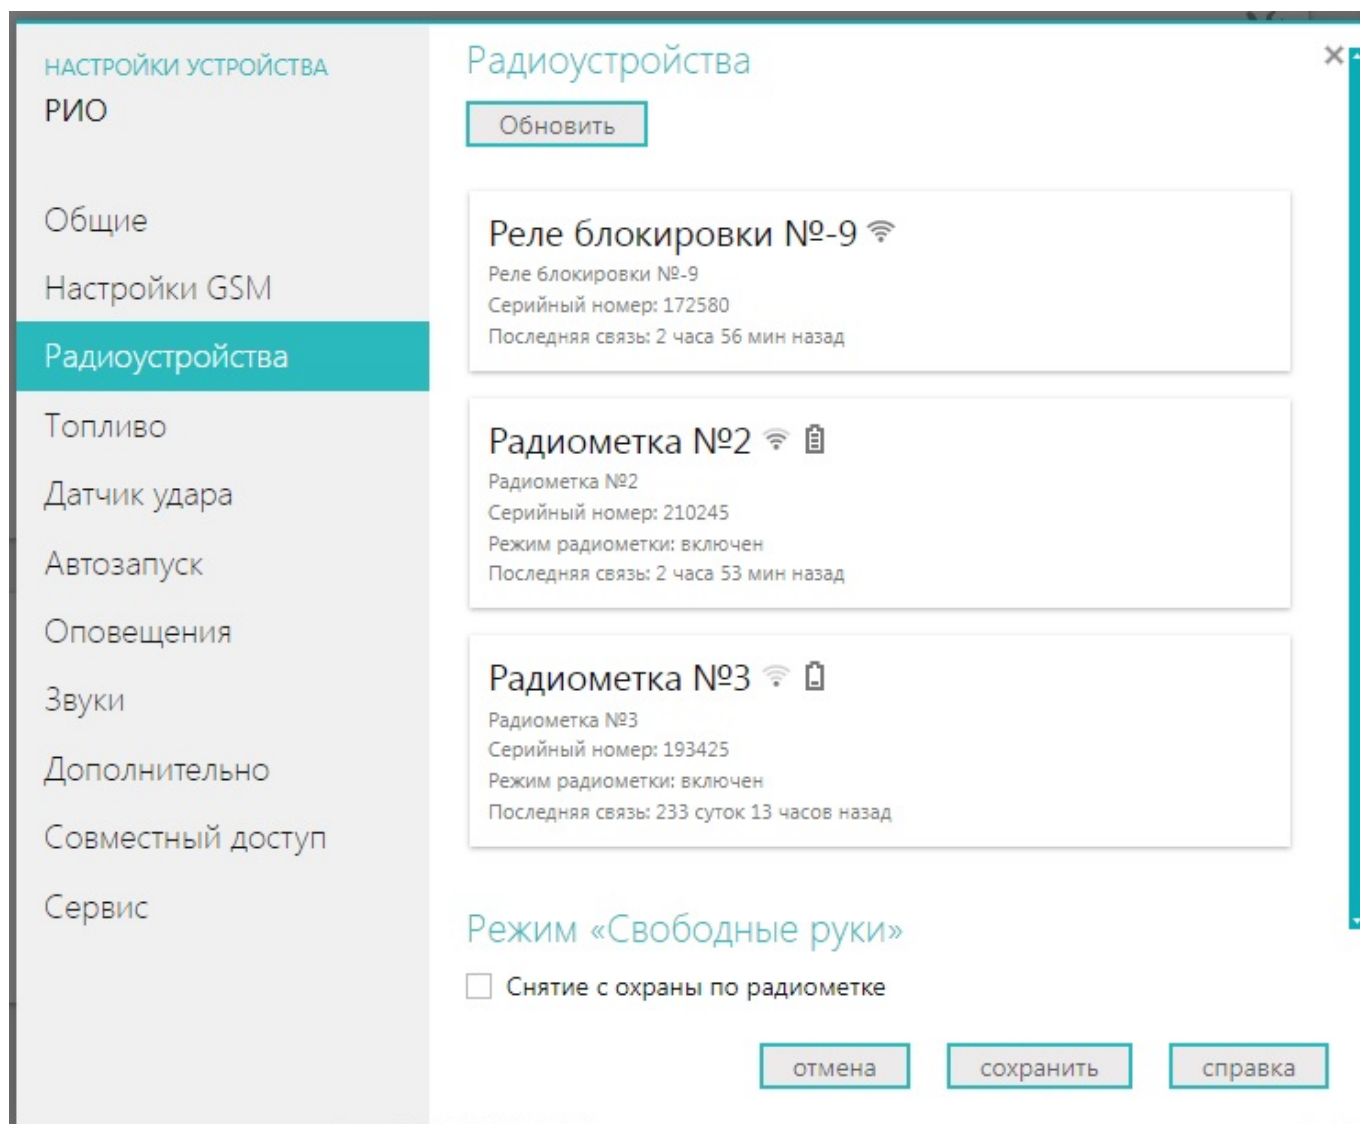 НАСТРОЙКИ УСТРОЙСТВА
РИО
Общие
Настройки GSM
Радиоустройства
Топливо
Датчик удара
Автозапуск
Оповещения
Звуки
Дополнительно
Совместный доступ
Сервис
Радиоустройства
Обновить
Реле блокировки №-9
Реле блокировки №-9
Серийный номер: 172580
Последняя связь: 2 часа 56 мин назад
Радиометка №2
Радиометка №2
Серийный номер: 210245
Режим радиометки: включен
Последняя связь: 2 часа 53 мин назад
Радиометка №3
Радиометка №3
Серийный номер: 193425
Режим радиометки: включен
Последняя связь: 233 суток 13 часов назад
Режим «Свободные руки»
Снятие с охраны по радиометке
отмена сохранить справка